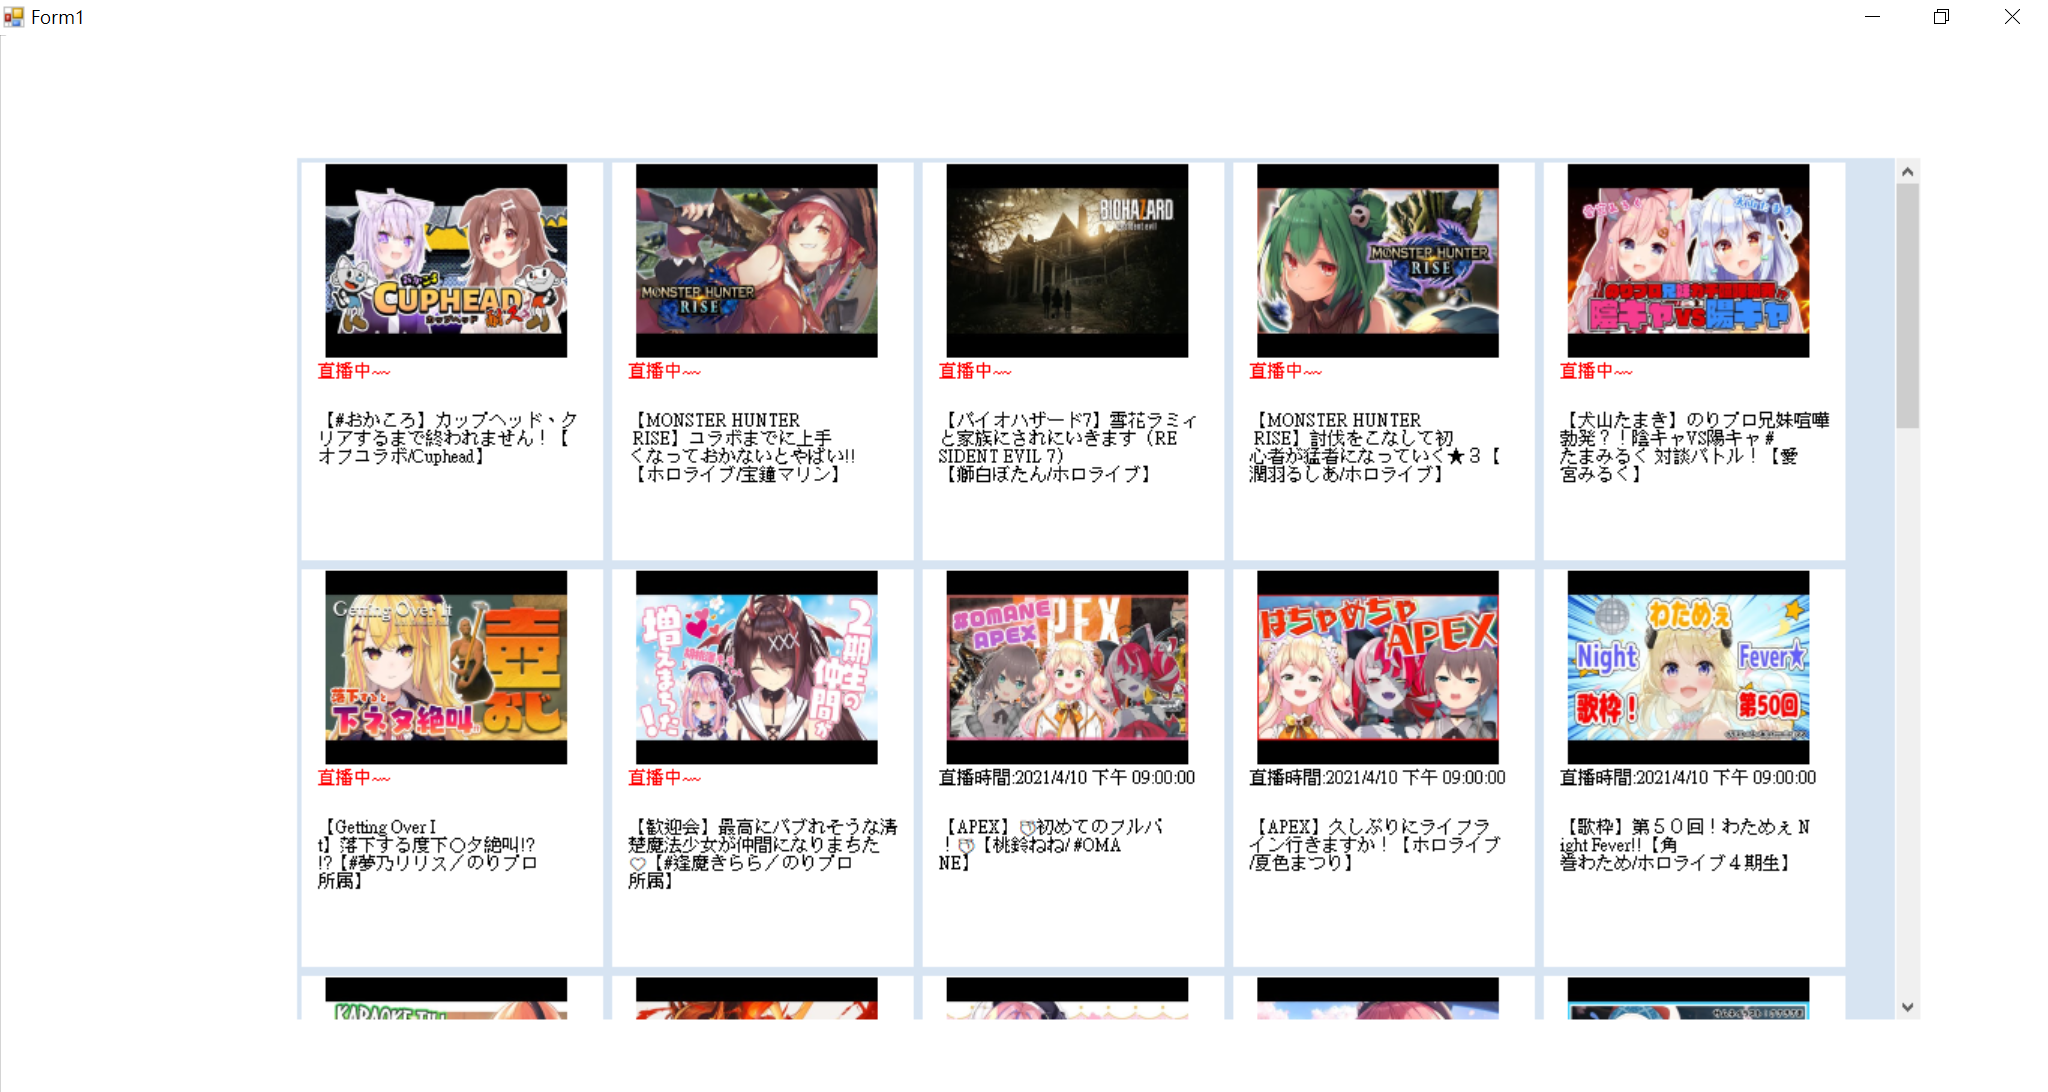 Form1
おかころ
CUPHEAD
カップヘッド
MONSTER HUNTER
RISE
BIOHAZARD
resident evil
MONSTER HUNTER
RISE
陰キャVS陽キャ
直播中~~
直播中~~
直播中~~
直播中~~
直播中~~
【#おかころ】カップヘッド、ク
リアするまで終われません！【
オフコラボ/Cuphead】
【MONSTER HUNTER
RISE】コラボまでに上手
くなっておかないとやばい!!
【ホロライブ/宝鐘マリン】
【バイオハザード7】雪花ラミィ
と家族にされにいきます（RE
SIDENT EVIL 7）
【獅白ぼたん/ホロライブ】
【MONSTER HUNTER
RISE】討伐をこなして初
心者が猛者になっていく★３【
潤羽るしあ/ホロライブ】
【犬山たまき】のりプロ兄妹喧嘩
勃発？！陰キャVS陽キャ #
たまみるく 対談バトル！【愛
宮みるく】
Getting Over It
壺おじ
落下すると
下ネタ絶叫
2期生の
仲間が
増えまちた！
#OMANE
APEX
APEX
はちゃめちゃ
APEX
わためぇ
Night
Fever★
歌枠！
第50回
直播中~~
直播中~~
直播時間:2021/4/10 下午 09:00:00
直播時間:2021/4/10 下午 09:00:00
直播時間:2021/4/10 下午 09:00:00
【Getting Over I
t】落下する度下〇タ絶叫!?
!?【#夢乃リリス／のりプロ
所属】
【歓迎会】最高にバブれそうな清
楚魔法少女が仲間になりまちた
♡【#逢魔きらら／のりプロ
所属】
【APEX】🍑初めてのフルパ
！🍑【桃鈴ねね/ #OMA
NE】
【APEX】久しぶりにライフラ
イン行きますか！【ホロライブ
/夏色まつり】
【歌枠】第５０回！わためぇ N
ight Fever!!【角
巻わため/ホロライブ４期生】